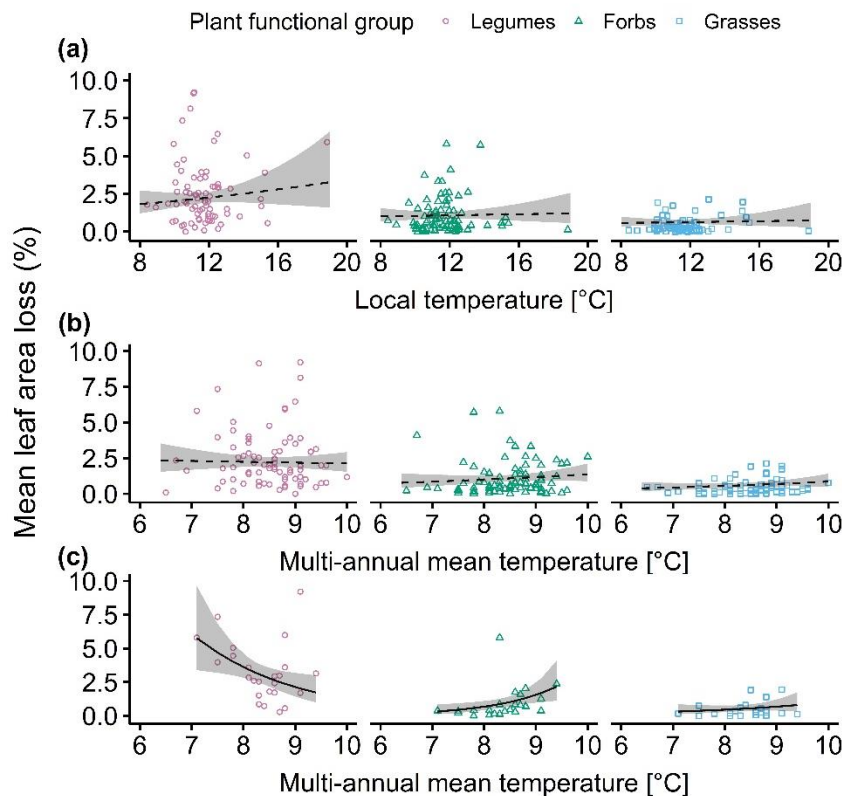 Plant functional group Legumes Forbs Grasses
(a)
10.0
7.5
5.0
2.5
0.0
8 12 16 20 8 12 16 20 8 12 16 20
Local temperature [°C]
Mean leaf area loss (%)
(b)
10.0
7.5
5.0
2.5
0.0
6 7 8 9 10 6 7 8 9 10 6 7 8 9 10
Multi-annual mean temperature [°C]
(c)
10.0
7.5
5.0
2.5
0.0
6 7 8 9 10 6 7 8 9 10 6 7 8 9 10
Multi-annual mean temperature [°C]